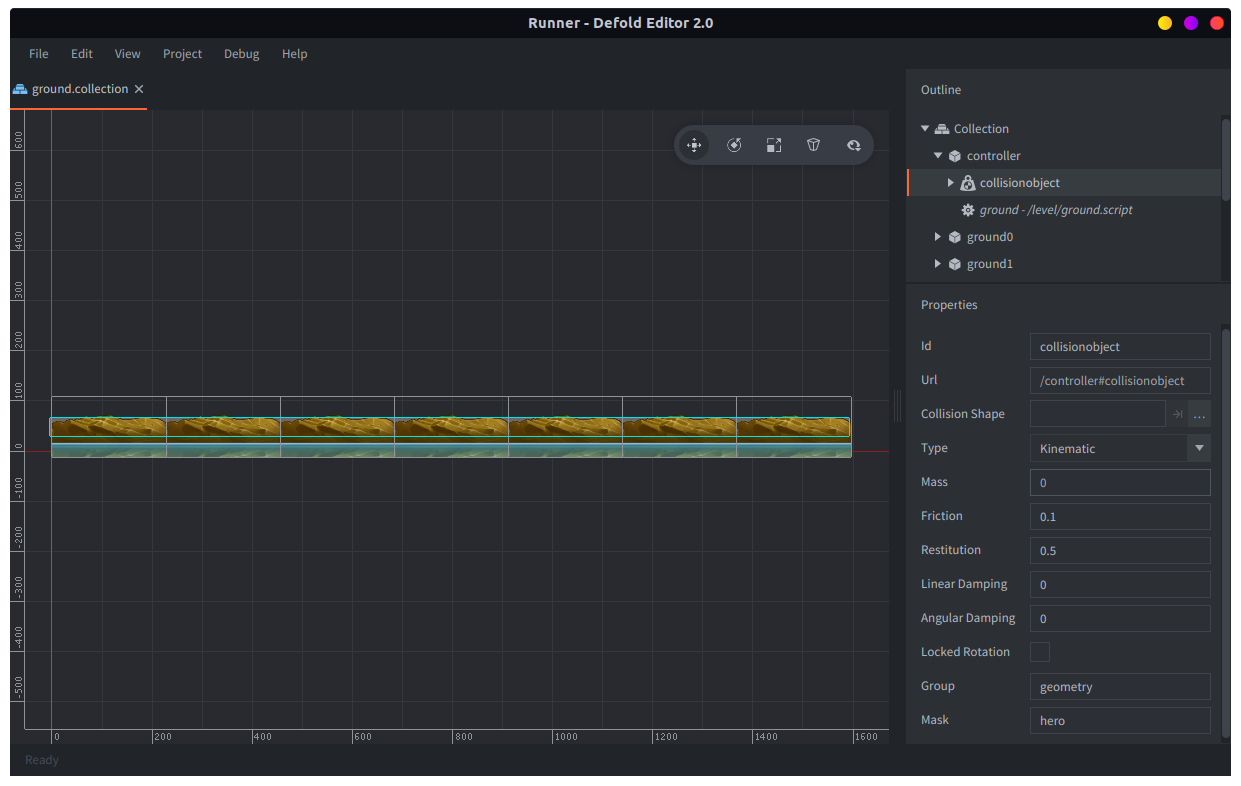 Runner - Defold Editor 2.0
File Edit View Project Debug Help
ground.collection
Outline
Collection
controller
collisionobject
ground - /level/ground.script
ground0
ground1
600
500
400
300
200
100
0
-100
-200
-300
-400
-500
0 200 400 600 800 1000 1200 1400 1600
Properties
Id collisionobject
Url /controller#collisionobject
Collision Shape ...
Type Kinematic
Mass 0
Friction 0.1
Restitution 0.5
Linear Damping 0
Angular Damping 0
Locked Rotation
Group geometry
Mask hero
Ready